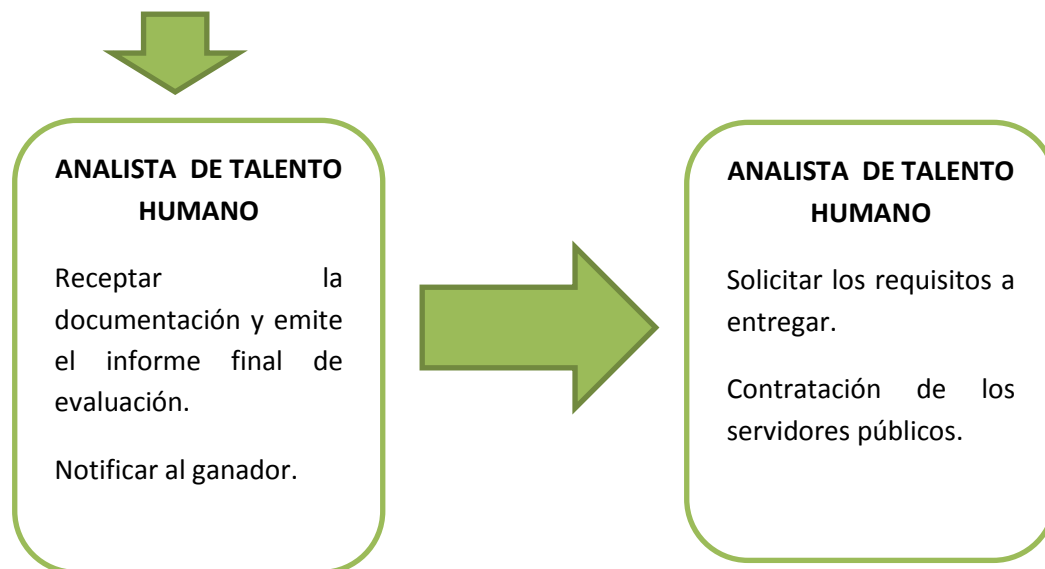 ANALISTA DE TALENTO
HUMANO
Receptar la
documentación y emite
el informe final de
evaluación.
Notificar al ganador.
ANALISTA DE TALENTO
HUMANO
Solicitar los requisitos a
entregar.
Contratación de los
servidores públicos.